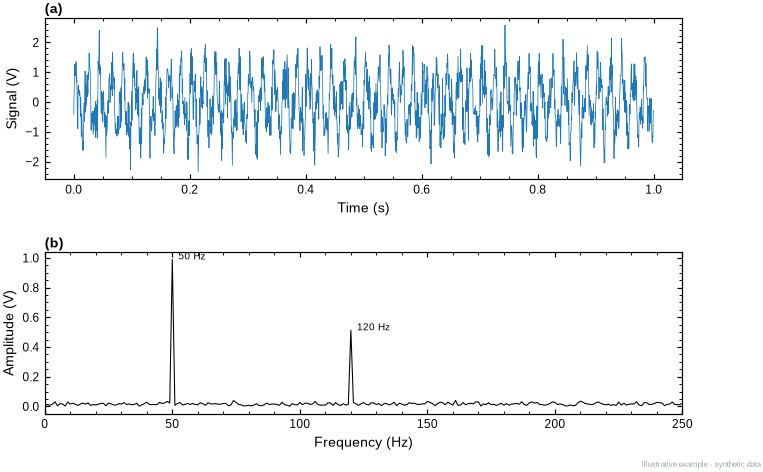 (a)
Signal (V)
2
1
0
−1
−2
0.0 0.2 0.4 0.6 0.8 1.0
Time (s)
(b)
Amplitude (V)
1.0
0.8
0.6
0.4
0.2
0.0
50 Hz
120 Hz
0 50 100 150 200 250
Frequency (Hz)
Illustrative example - synthetic data